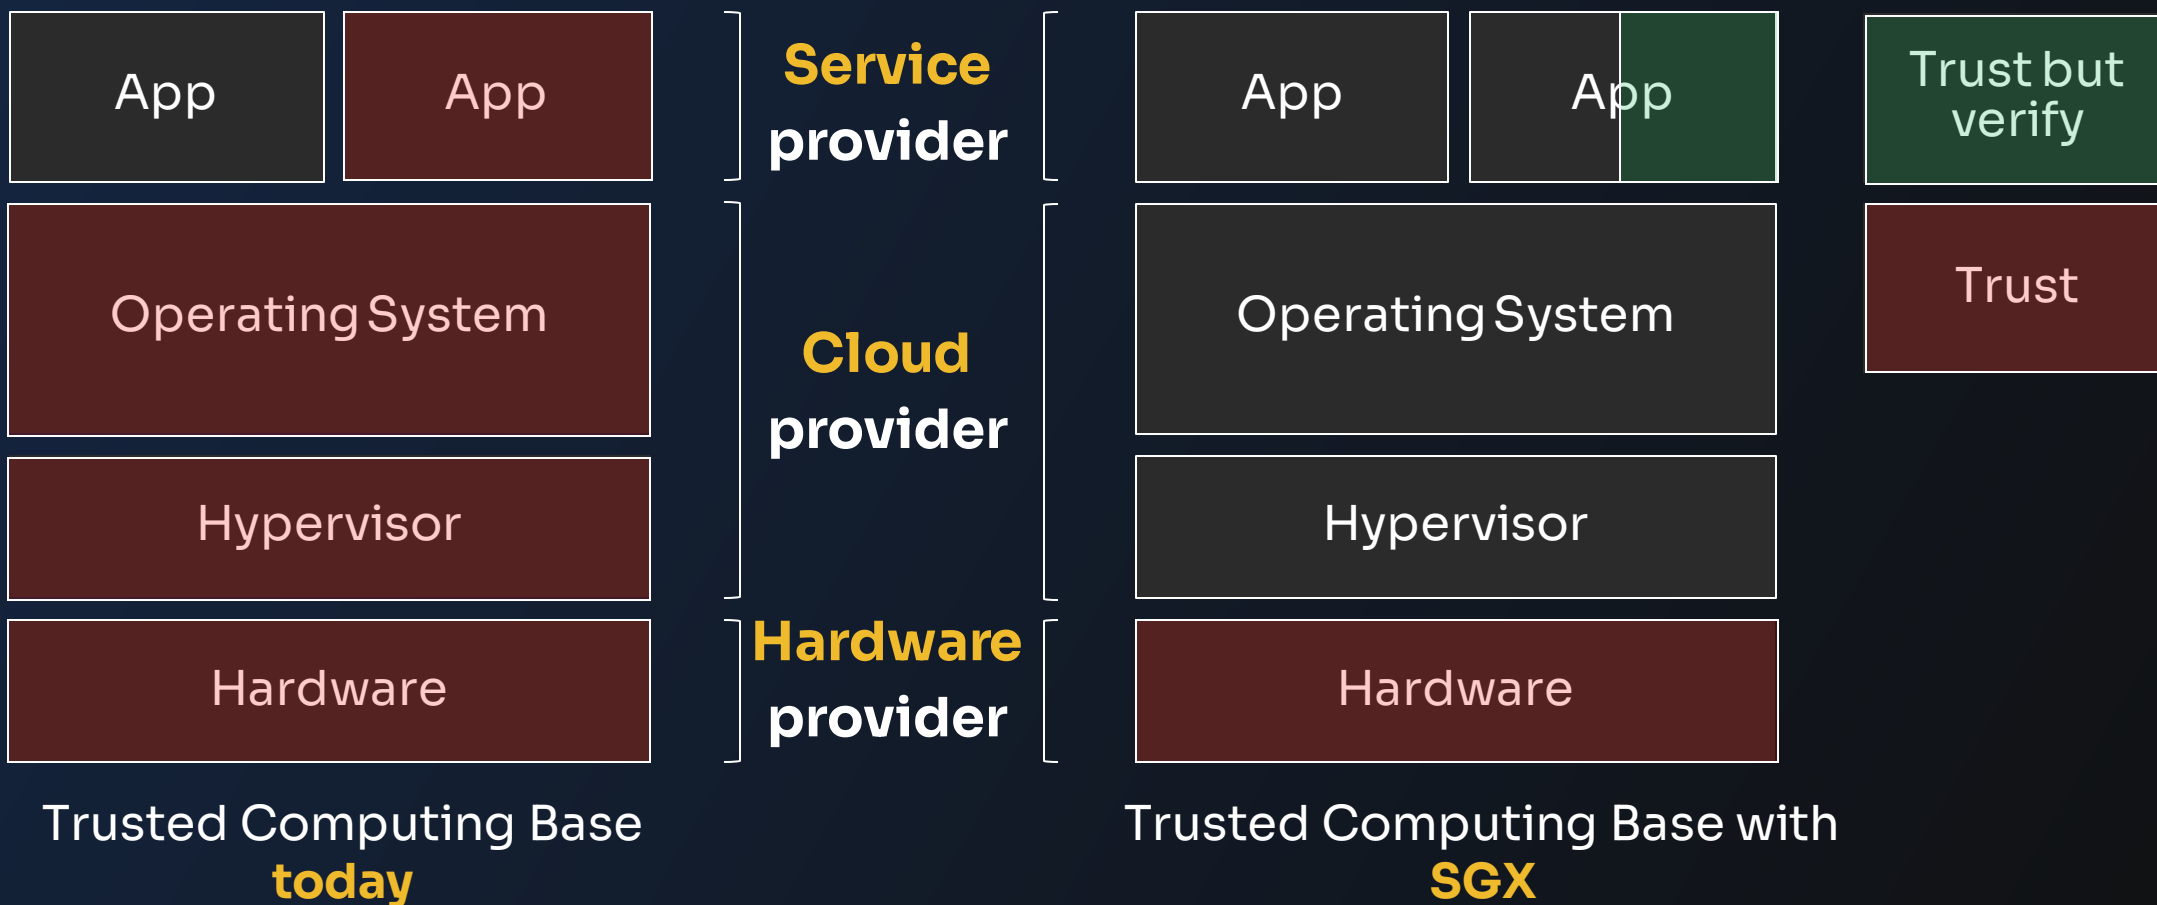 App
App
Operating System
Hypervisor
Hardware
Trusted Computing Base
today
Service
provider
Cloud
provider
Hardware
provider
App
App
Operating System
Hypervisor
Hardware
Trusted Computing Base with
SGX
Trust but
verify
Trust